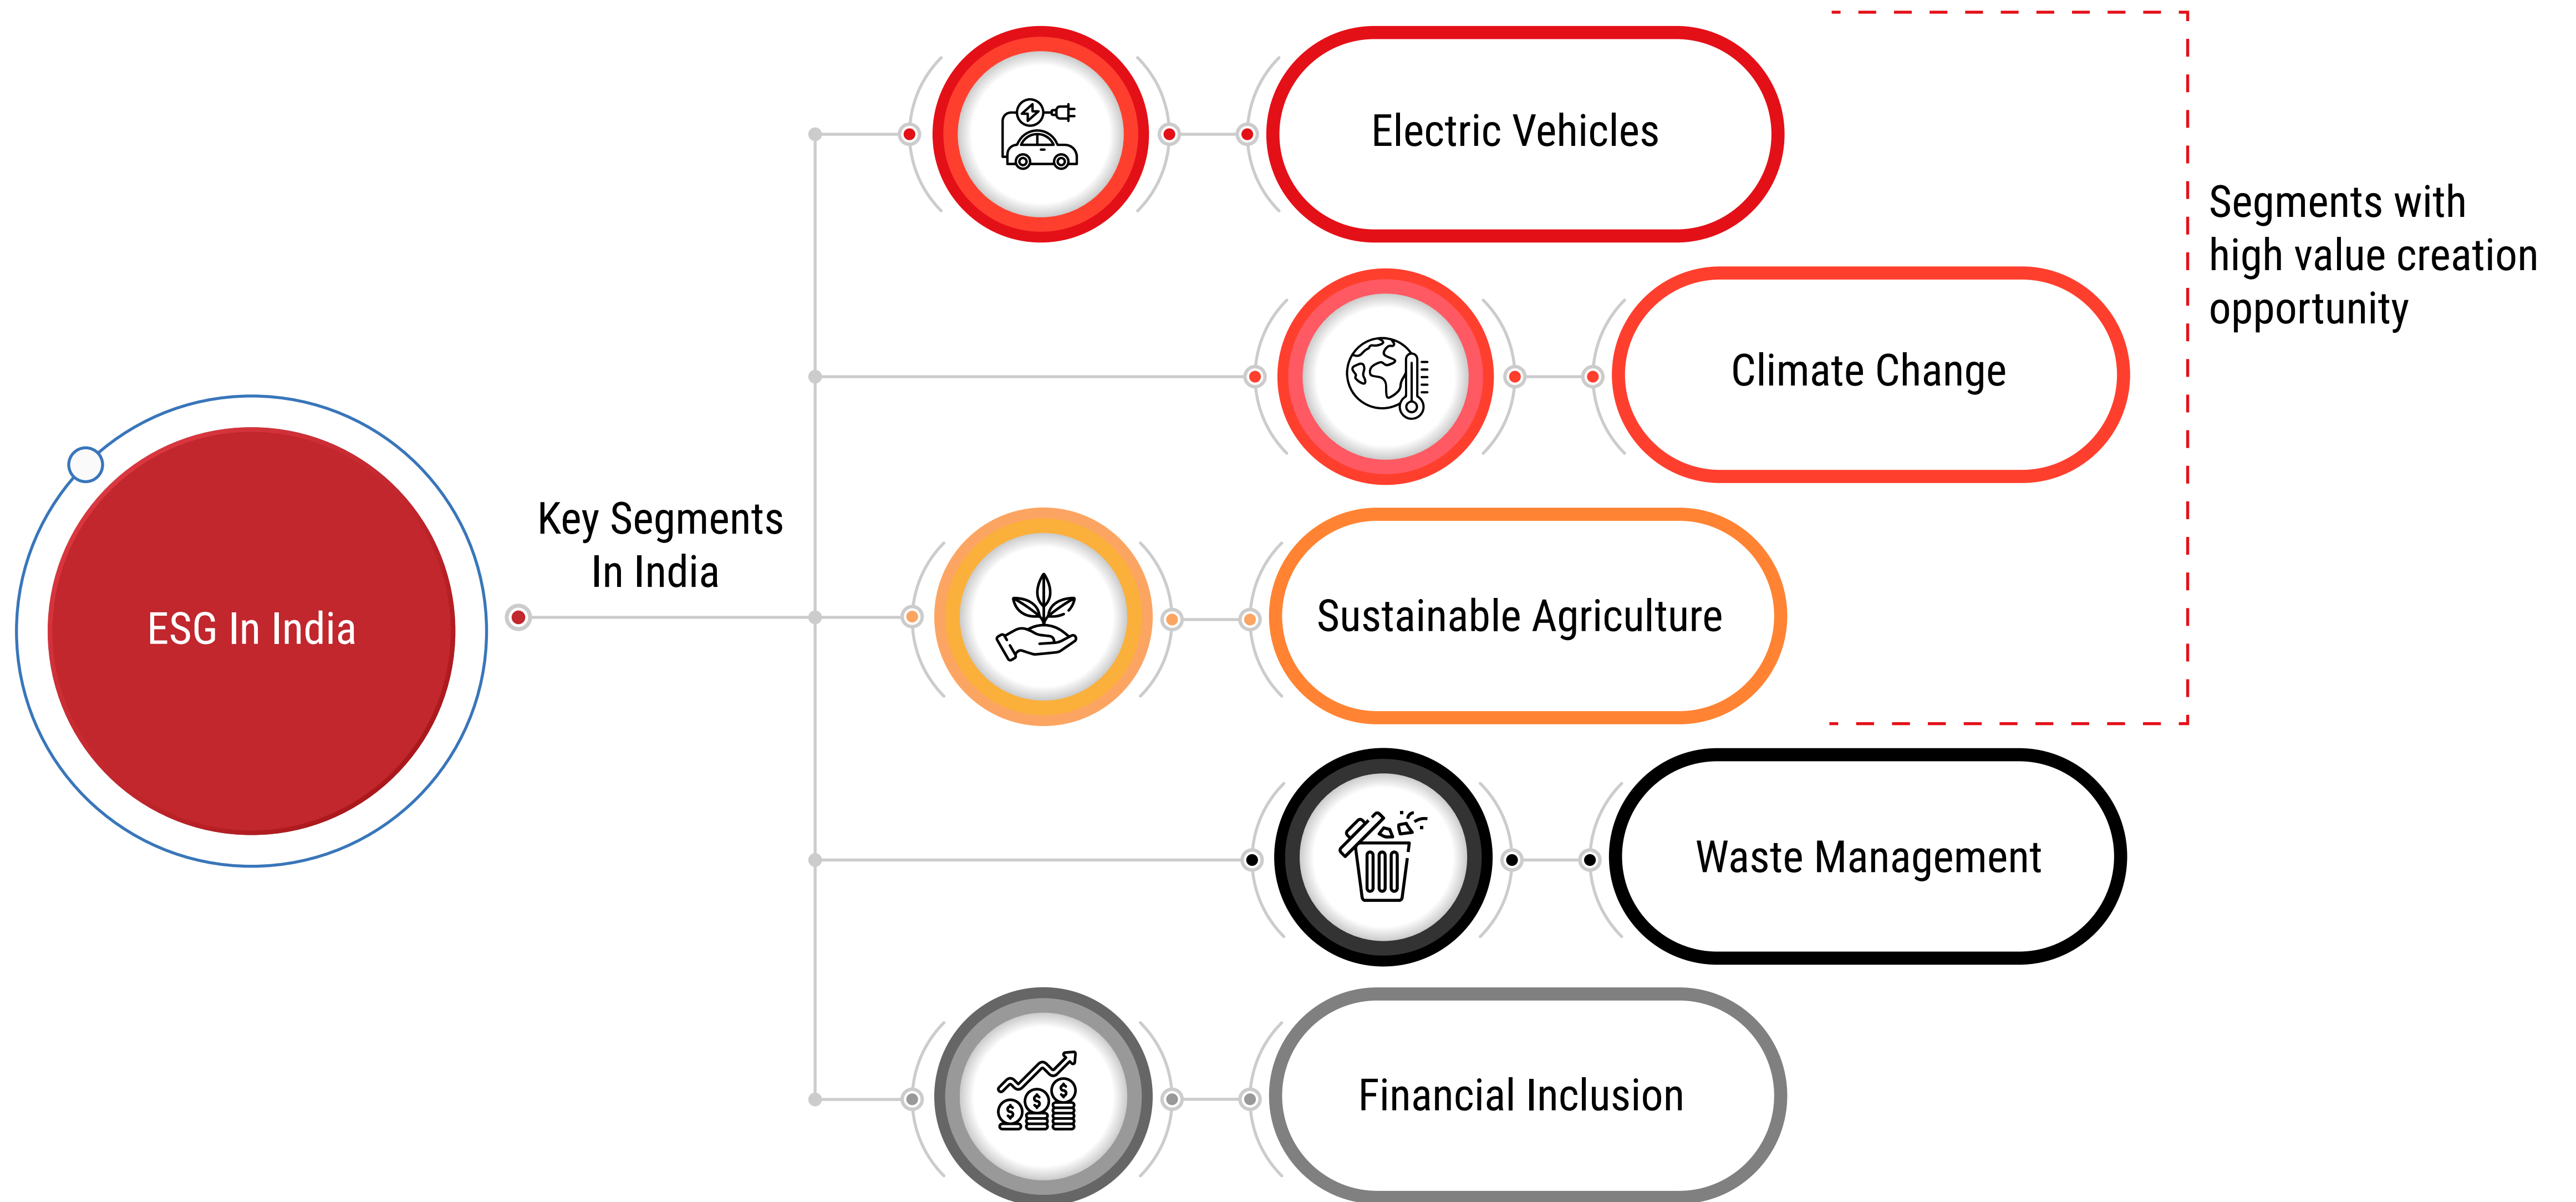 ESG In India
Key Segments
In India
Electric Vehicles
Climate Change
Sustainable Agriculture
Waste Management
Financial Inclusion
Segments with
high value creation
opportunity